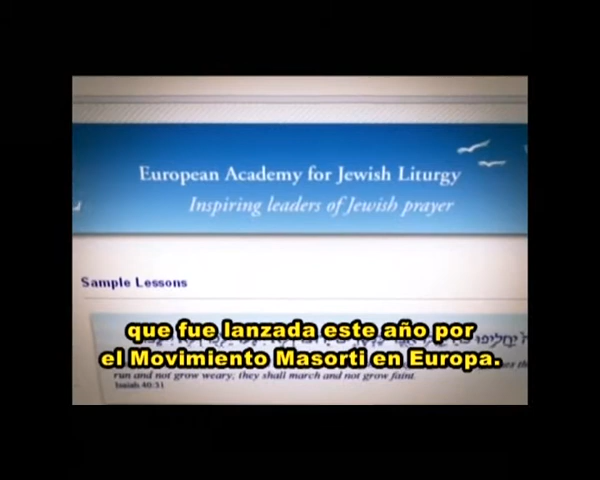 European Academy for Jewish Liturgy
Inspiring leaders of Jewish prayer
Sample Lessons
que fue lanzada este año por
el Movimiento Masorti en Europa.
run and not grow weary, they shall march and not grow faint.
Isaiah 40:31